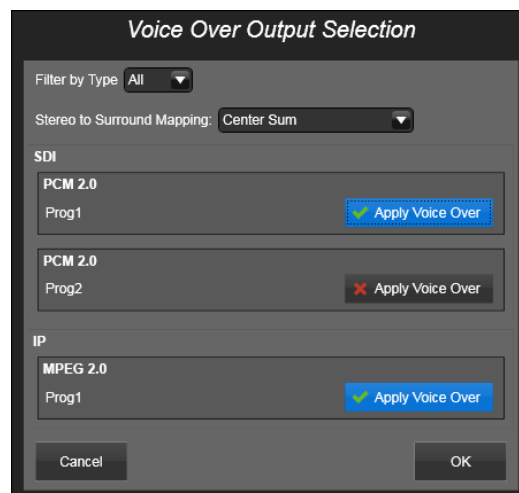 Voice Over Output Selection
Filter by Type All
Stereo to Surround Mapping: Center Sum
SDI
PCM 2.0
Prog1 Apply Voice Over
PCM 2.0
Prog2 Apply Voice Over
IP
MPEG 2.0
Prog1 Apply Voice Over
Cancel OK